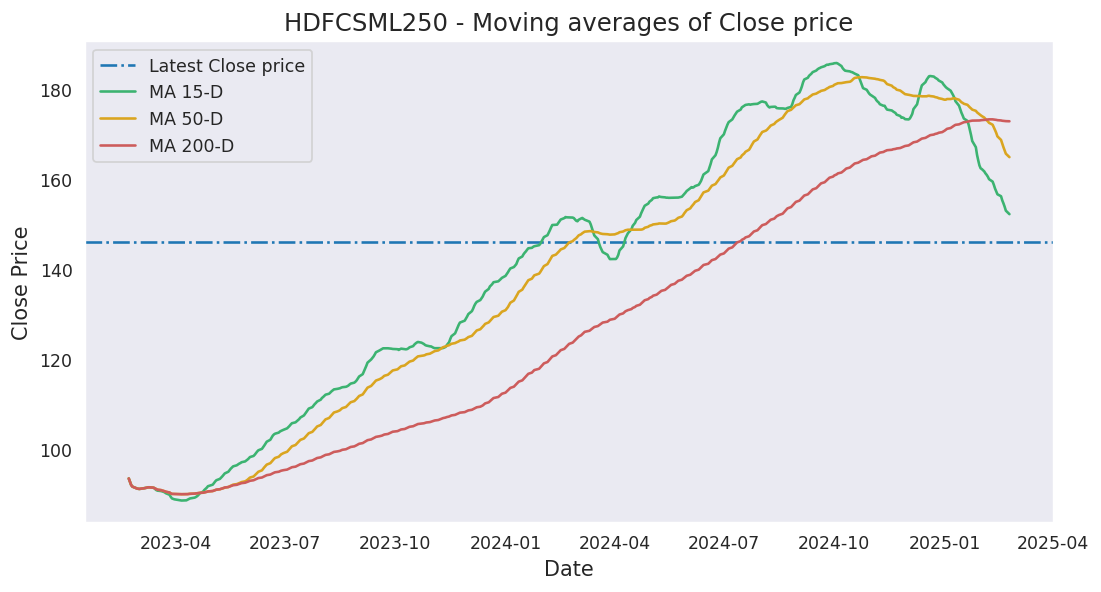 HDFCSML250 - Moving averages of Close price
Latest Close price
MA 15-D
MA 50-D
MA 200-D
Close Price
180
160
140
120
100
2023-04 2023-07 2023-10 2024-01 2024-04 2024-07 2024-10 2025-01 2025-04
Date